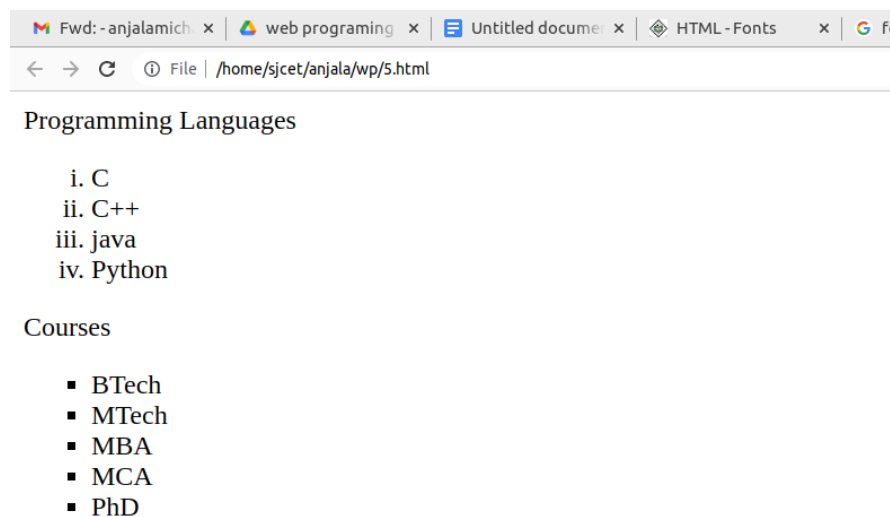 Fwd: - anjalamich
web programing
Untitled documen
HTML - Fonts
File | /home/sjcet/anjala/wp/5.html
Programming Languages
i. C
ii. C++
iii. java
iv. Python
Courses
BTech
MTech
MBA
MCA
PhD